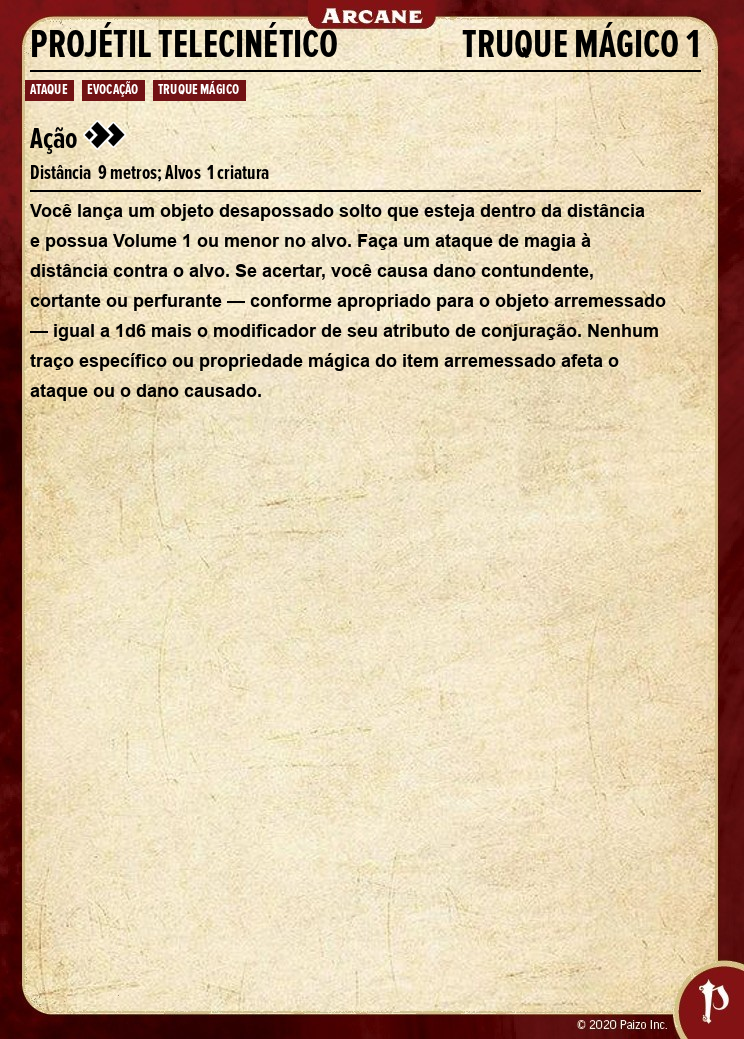 ARCANE
PROJÉTIL TELECINÉTICO TRUQUE MÁGICO 1
ATAQUE EVOCAÇÃO TRUQUE MÁGICO
Ação
Distância 9 metros; Alvos 1 criatura
Você lança um objeto desapossado solto que esteja dentro da distância
e possua Volume 1 ou menor no alvo. Faça um ataque de magia à
distância contra o alvo. Se acertar, você causa dano contundente,
cortante ou perfurante — conforme apropriado para o objeto arremessado
— igual a 1d6 mais o modificador de seu atributo de conjuração. Nenhum
traço específico ou propriedade mágica do item arremessado afeta o
ataque ou o dano causado.
© 2020 Paizo Inc.
P